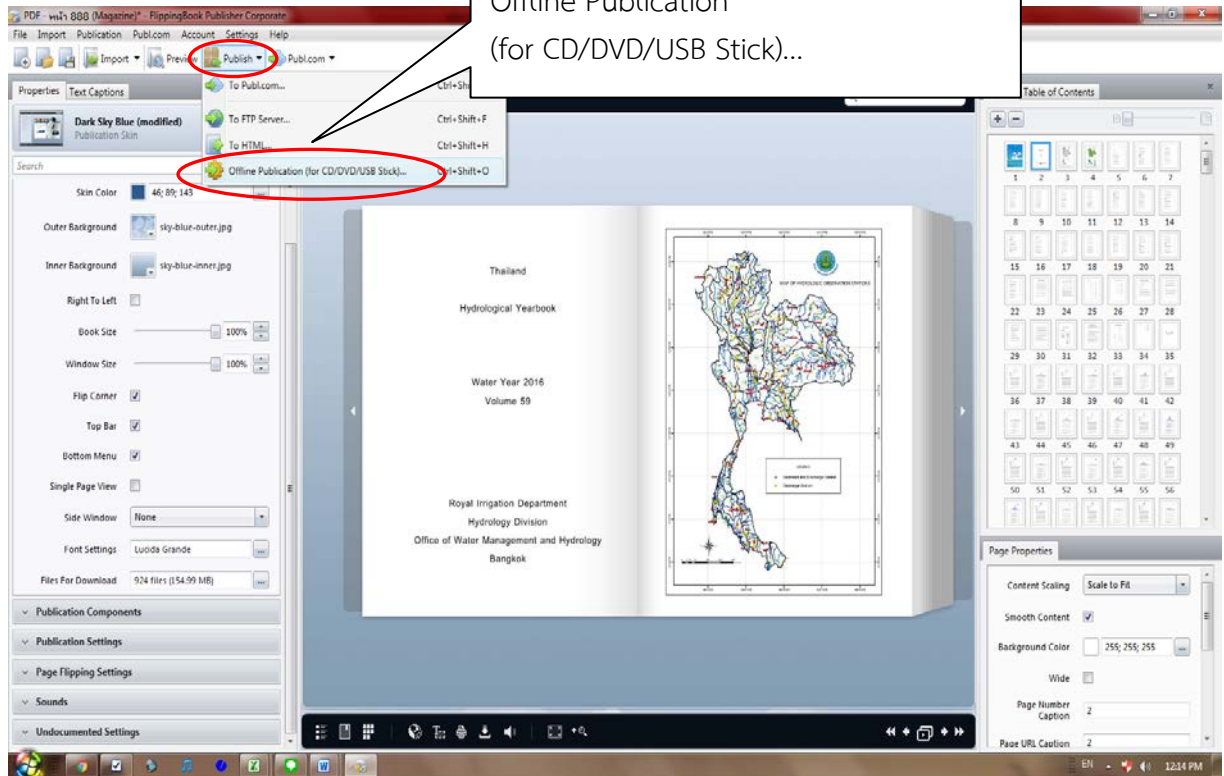 PDF - หน้า 888 (Magazine)* - FlippingBook Publisher Corporate
Offline Publication
(for CD/DVD/USB Stick)...
File Import Publication Publ.com Account Settings Help
Import Preview Publish Publ.com
Properties Text Captions
Dark Sky Blue (modified)
Publication Skin
Search
Skin Color 46; 89; 143
Outer Background sky-blue-outer.jpg
Inner Background sky-blue-inner.jpg
Right To Left
Book Size 100%
Window Size 100%
Flip Corner
Top Bar
Bottom Menu
Single Page View
Side Window None
Font Settings Lucida Grande
Files For Download 924 files (154.99 MB)
Publication Components
Publication Settings
Page Flipping Settings
Sounds
Undocumented Settings
To Publ.com... Ctrl+Shi
To FTP Server... Ctrl+Shift+F
To HTML... Ctrl+Shift+H
Offline Publication (for CD/DVD/USB Stick)... Ctrl+Shift+O
Thailand
Hydrological Yearbook
Water Year 2016
Volume 59
Royal Irrigation Department
Hydrology Division
Office of Water Management and Hydrology
Bangkok
MAP OF HYDROLOGIC OBSERVATION STATIONS
Table of Contents
1 2 3 4 5 6 7
8 9 10 11 12 13 14
15 16 17 18 19 20 21
22 23 24 25 26 27 28
29 30 31 32 33 34 35
36 37 38 39 40 41 42
43 44 45 46 47 48 49
50 51 52 53 54 55 56
Page Properties
Content Scaling Scale to Fit
Smooth Content
Background Color 255; 255; 255
Wide
Page Number Caption 2
Page URL Caption 2
EN 12:14 PM